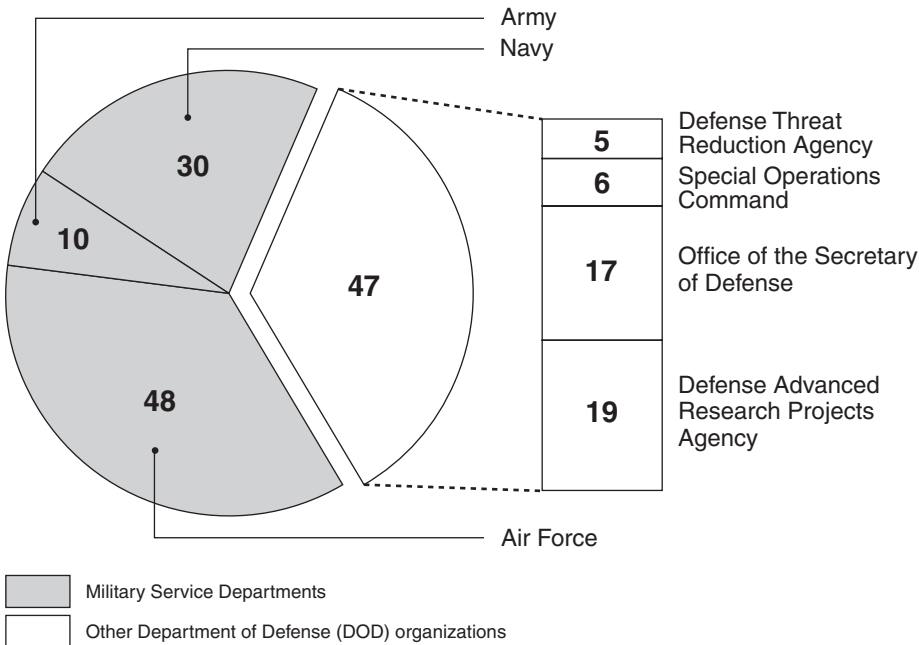 Army
Navy
30
10
47
48
5
Defense Threat
Reduction Agency
6
Special Operations
Command
17
Office of the Secretary
of Defense
19
Defense Advanced
Research Projects
Agency
Air Force
Military Service Departments
Other Department of Defense (DOD) organizations